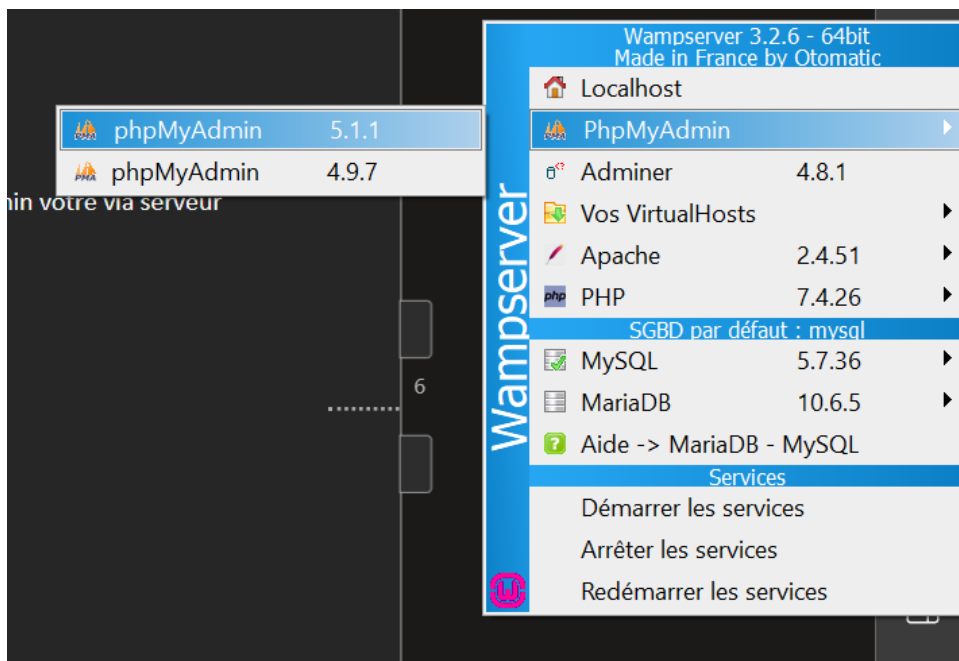 Wampserver 3.2.6 - 64bit
Made in France by Otomatic
Localhost
PhpMyAdmin
phpMyAdmin 5.1.1
phpMyAdmin 4.9.7
Adminer 4.8.1
votre via serveur
Vos VirtualHosts
Apache 2.4.51
php PHP 7.4.26
SGBD par défaut : mysql
MySQL 5.7.36
6
MariaDB 10.6.5
Aide -> MariaDB - MySQL
Services
Démarrer les services
Arrêter les services
Redémarrer les services
Wampserver